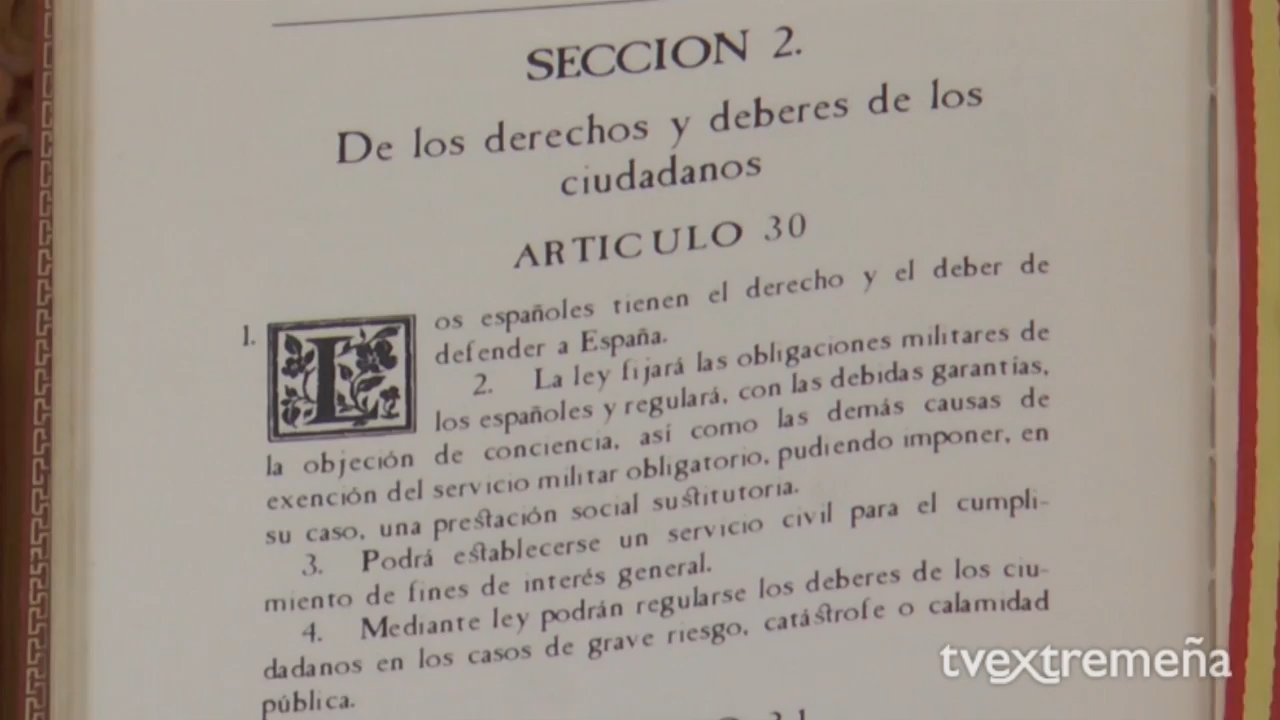 SECCION 2.
De los derechos y deberes de los
ciudadanos
ARTICULO 30
1. Los españoles tienen el derecho y el deber de
defender a España.
2. La ley fijará las obligaciones militares de
los españoles y regulará, con las debidas garantías,
la objeción de conciencia, así como las demás causas de
exención del servicio militar obligatorio, pudiendo imponer, en
su caso, una prestación social sustitutoria.
3. Podrá establecerse un servicio civil para el cumpli-
miento de fines de interés general.
4. Mediante ley podrán regularse los deberes de los ciu-
dadanos en los casos de grave riesgo, catástrofe o calamidad
pública.
tvextremeña